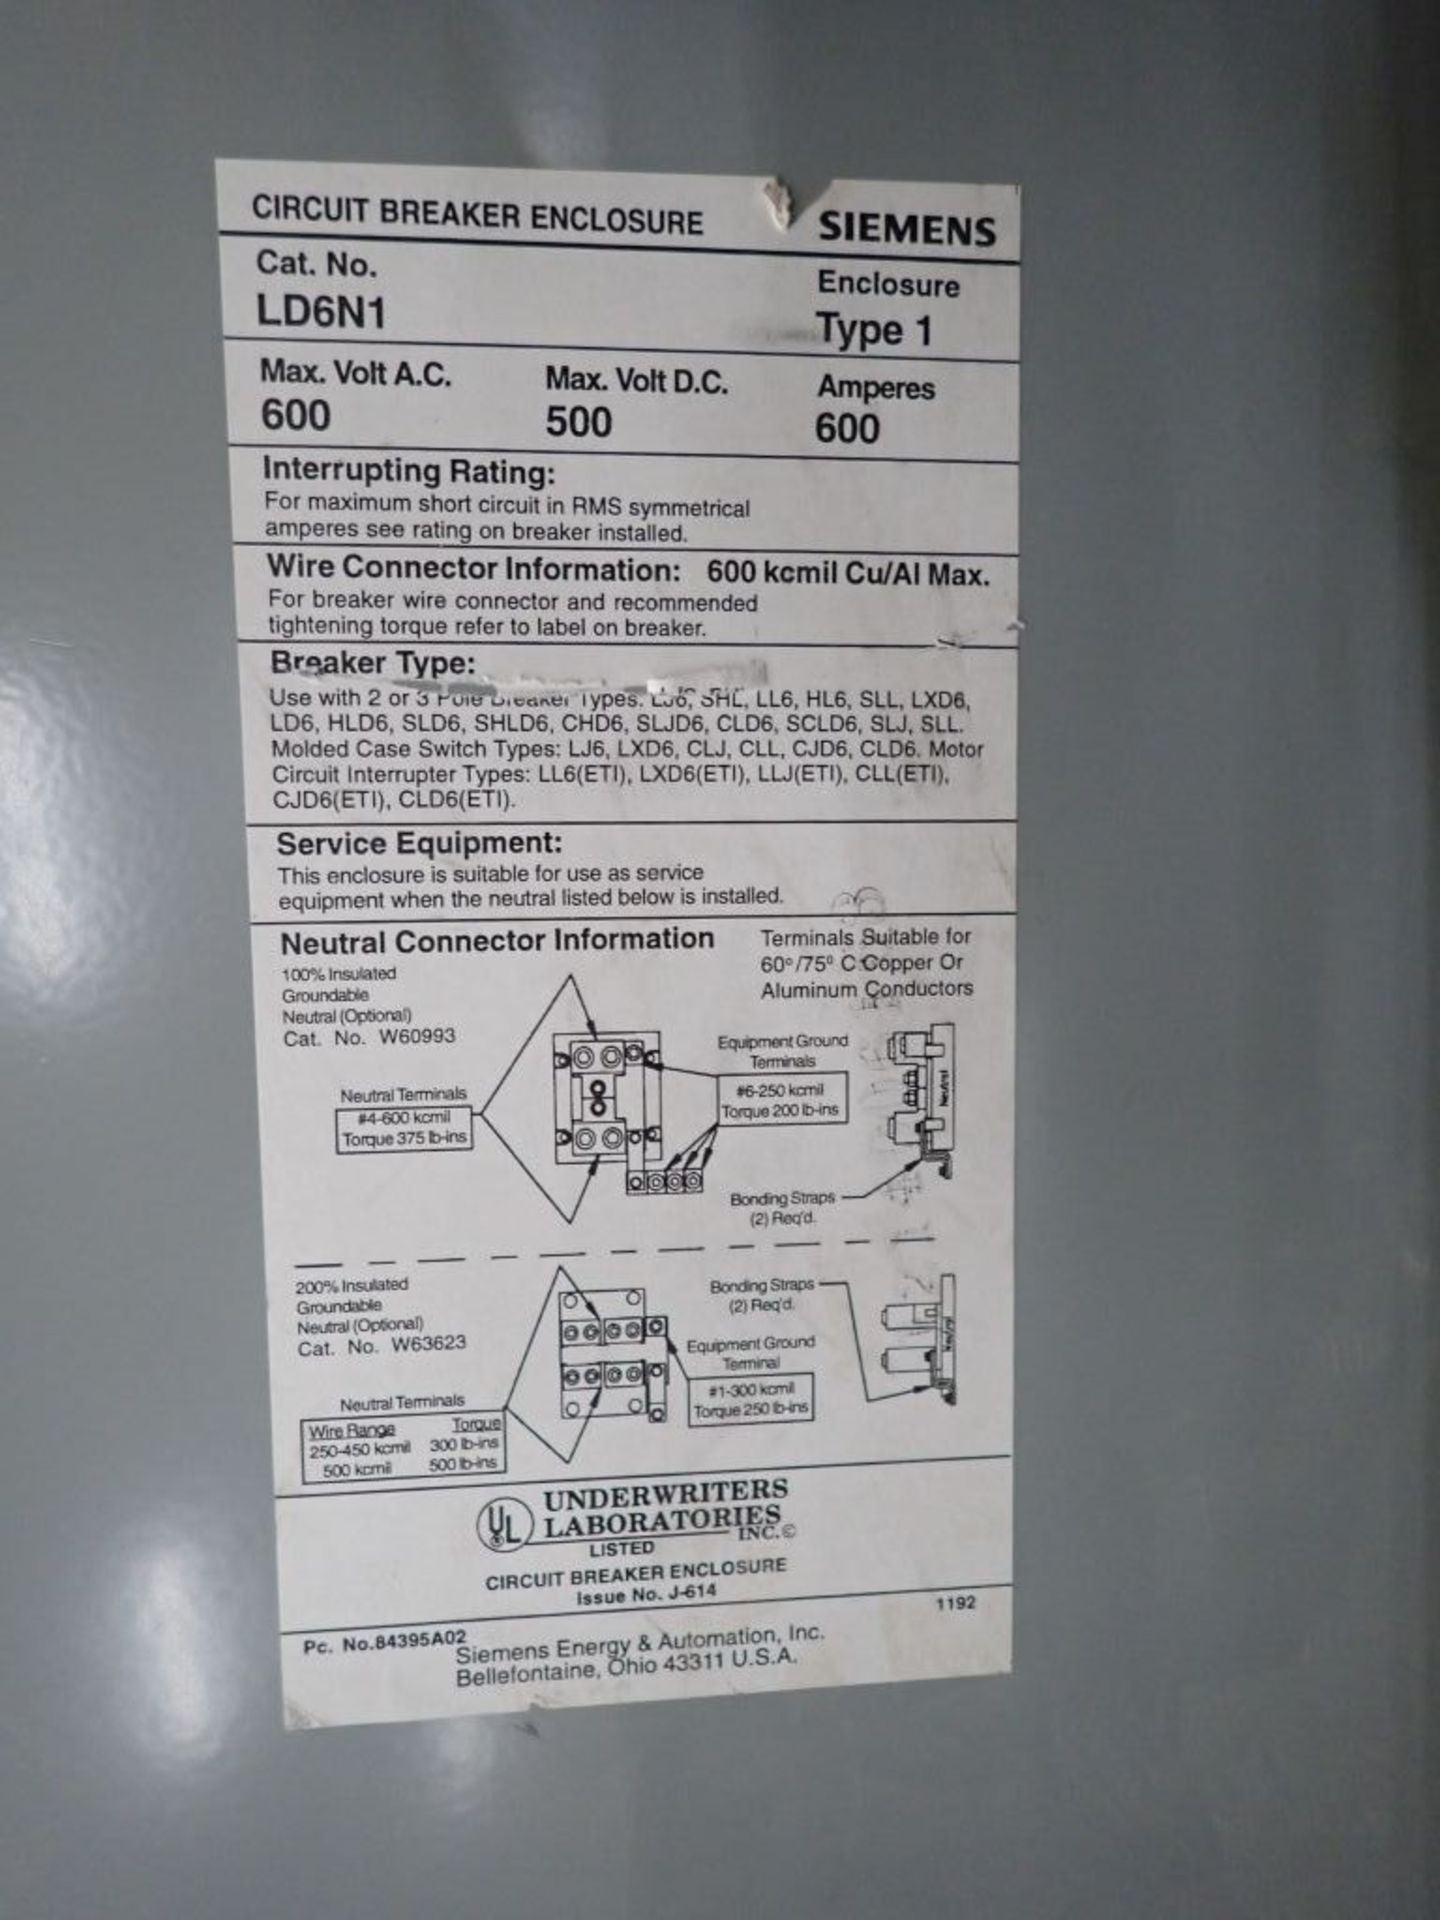 CIRCUIT BREAKER ENCLOSURE SIEMENS
Cat. No. Enclosure
LD6N1 Type 1
Max. Volt A.C. Max. Volt D.C. Amperes
600 500 600
Interrupting Rating:
For maximum short circuit in RMS symmetrical
amperes see rating on breaker installed.
Wire Connector Information: 600 kcmil Cu/Al Max.
For breaker wire connector and recommended
tightening torque refer to label on breaker.
Breaker Type:
Use with 2 or 3 Pole Breaker Types: LJ6, SHL, LL6, HL6, SLL, LXD6,
LD6, HLD6, SLD6, SHLD6, CHD6, SLJD6, CLD6, SCLD6, SLJ, SLL.
Molded Case Switch Types: LJ6, LXD6, CLJ, CLL, CJD6, CLD6. Motor
Circuit Interrupter Types: LL6(ETI), LXD6(ETI), LLJ(ETI), CLL(ETI),
CJD6(ETI), CLD6(ETI).
Service Equipment:
This enclosure is suitable for use as service
equipment when the neutral listed below is installed.
Neutral Connector Information
Terminals Suitable for
60°/75° C Copper Or
Aluminum Conductors
100% Insulated
Groundable
Neutral (Optional)
Cat. No. W60993
Equipment Ground
Terminals
#6-250 kcmil
Torque 200 lb-ins
Neutral Terminals
#4-600 kcmil
Torque 375 lb-ins
Neutral
Bonding Straps
(2) Req'd.
200% Insulated
Groundable
Neutral (Optional)
Cat. No. W63623
Bonding Straps
(2) Req'd.
Equipment Ground
Terminal
#1-300 kcmil
Torque 250 lb-ins
Neutral
Neutral Terminals
Wire Range Torque
250-450 kcmil 300 lb-ins
500 kcmil 500 lb-ins
UL UNDERWRITERS
LABORATORIES
INC.©
LISTED
CIRCUIT BREAKER ENCLOSURE
Issue No. J-614
1192
Pc. No.84395A02
Siemens Energy & Automation, Inc.
Bellefontaine, Ohio 43311 U.S.A.